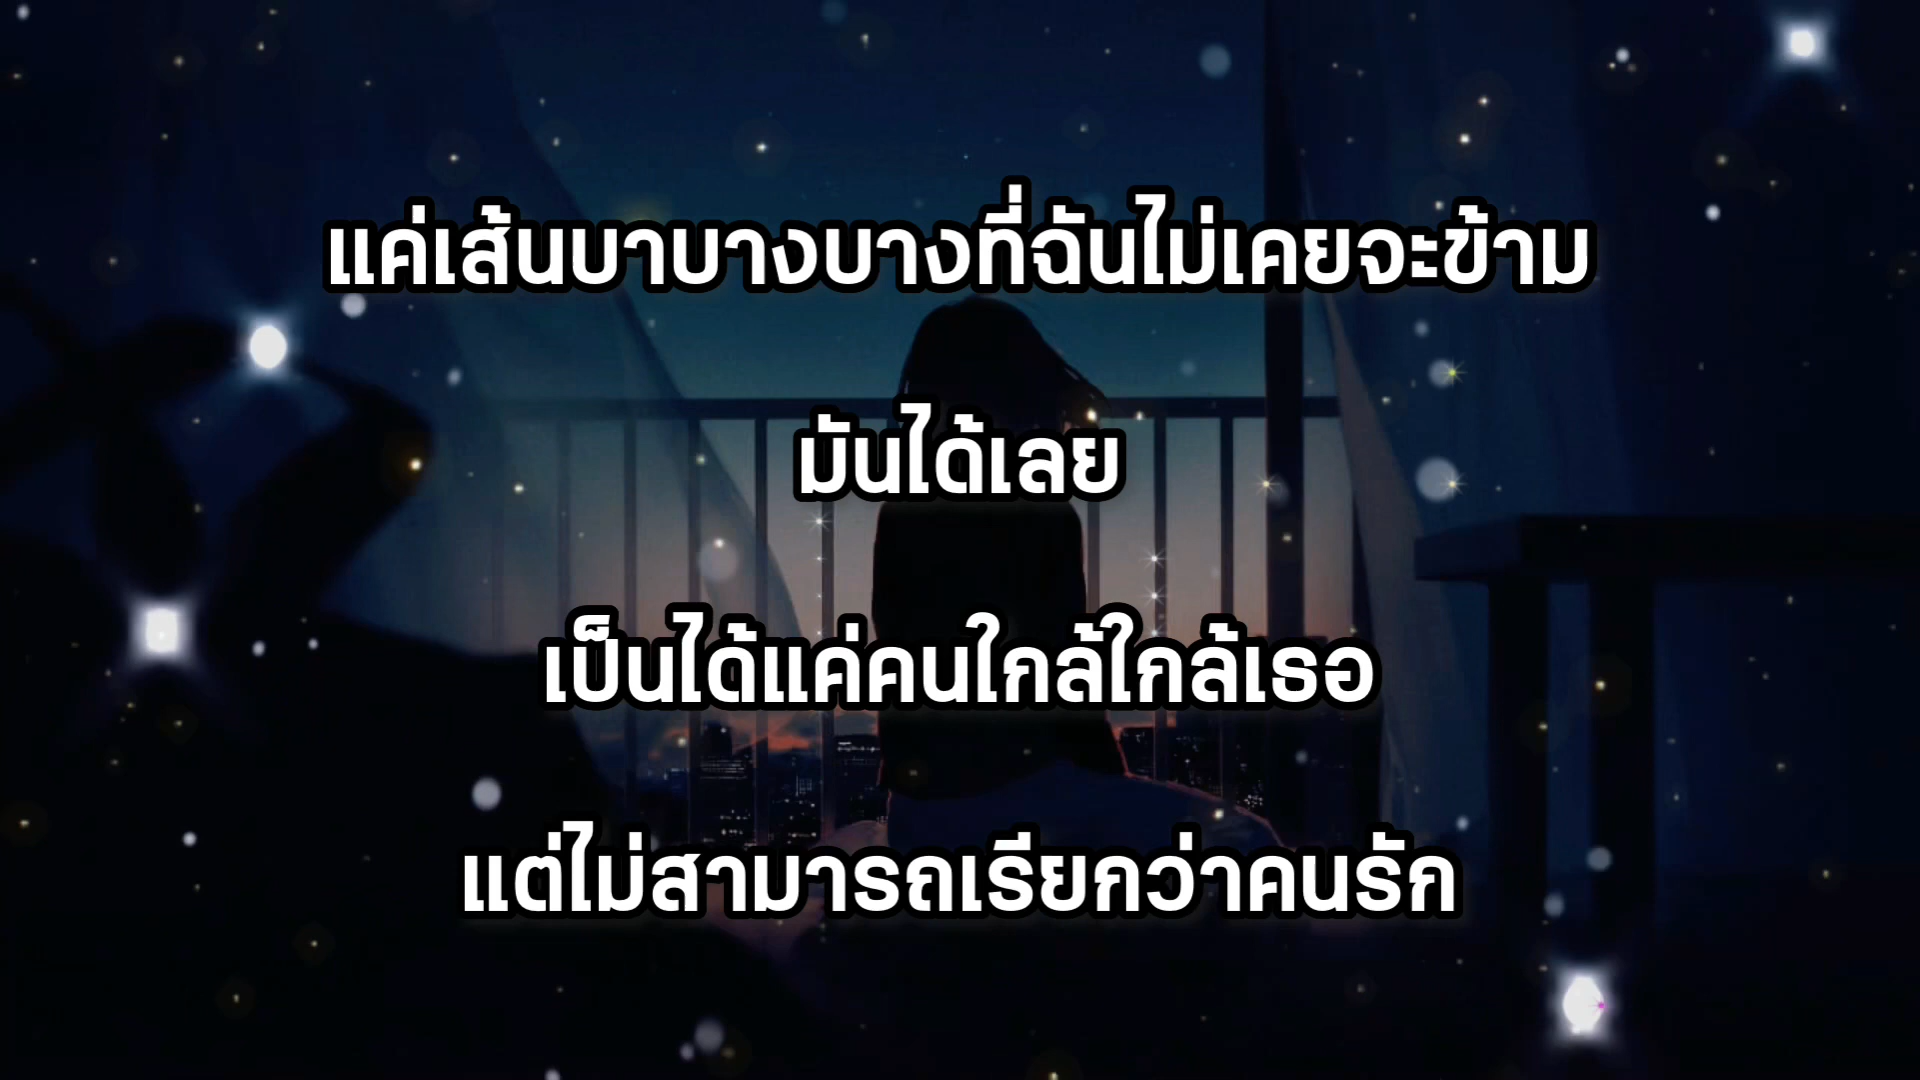 แค่เส้นบาบางบางที่ฉันไม่เคยจะข้าม
มันได้เลย
เป็นได้แค่คนใกล้ใกล้เธอ
แต่ไม่สามารถเรียกว่าคนรัก